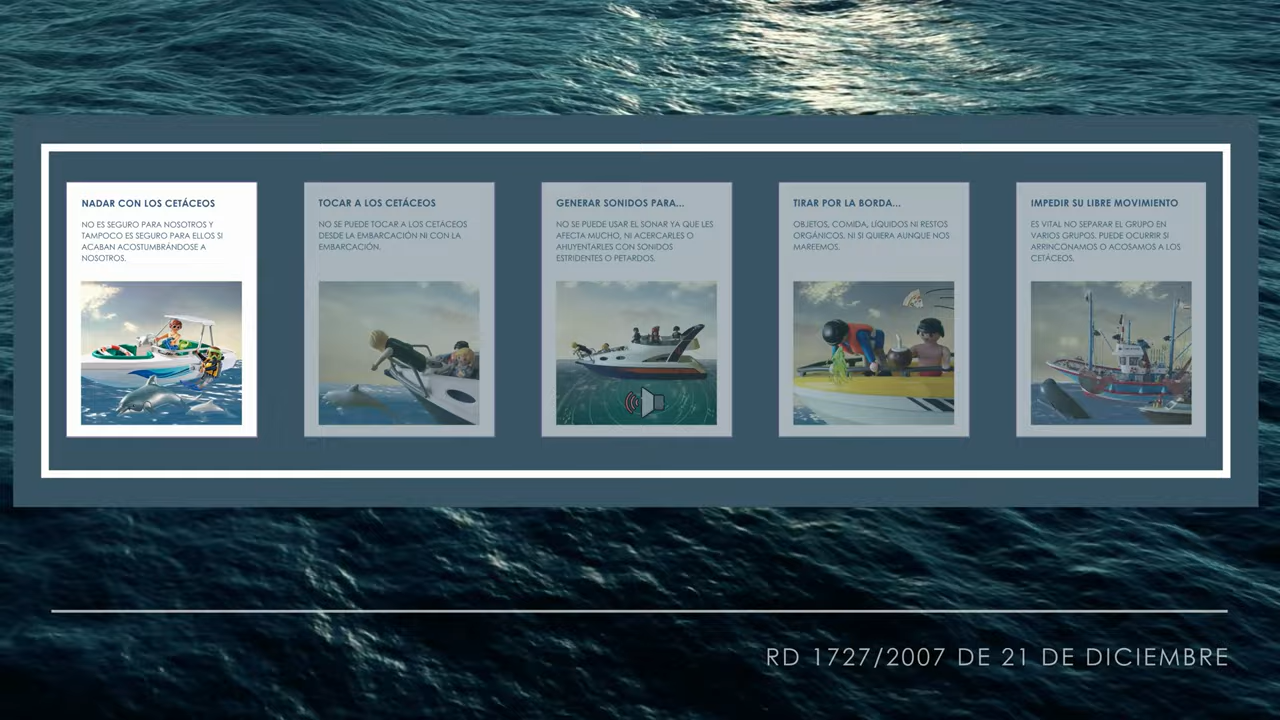 NADAR CON LOS CETÁCEOS
NO ES SEGURO PARA NOSOTROS Y
TAMPOCO ES SEGURO PARA ELLOS SI
ACABAN ACOSTUMBRÁNDOSE A
NOSOTROS.
TOCAR A LOS CETÁCEOS
NO SE PUEDE TOCAR A LOS CETÁCEOS
DESDE LA EMBARCACIÓN NI CON LA
EMBARCACIÓN.
GENERAR SONIDOS PARA...
NO SE PUEDE USAR EL SONAR YA QUE LES
AFECTA MUCHO, NI ACERCARLES O
AHUYENTARLES CON SONIDOS
ESTRIDENTES O PETARDOS.
TIRAR POR LA BORDA...
OBJETOS, COMIDA, LÍQUIDOS NI RESTOS
ORGÁNICOS. NI SI QUIERA AUNQUE NOS
MAREEMOS.
IMPEDIR SU LIBRE MOVIMIENTO
ES VITAL NO SEPARAR EL GRUPO EN
VARIOS GRUPOS. PUEDE OCURRIR SI
ARRINCONAMOS O ACOSAMOS A LOS
CETÁCEOS.
RD 1727/2007 DE 21 DE DICIEMBRE